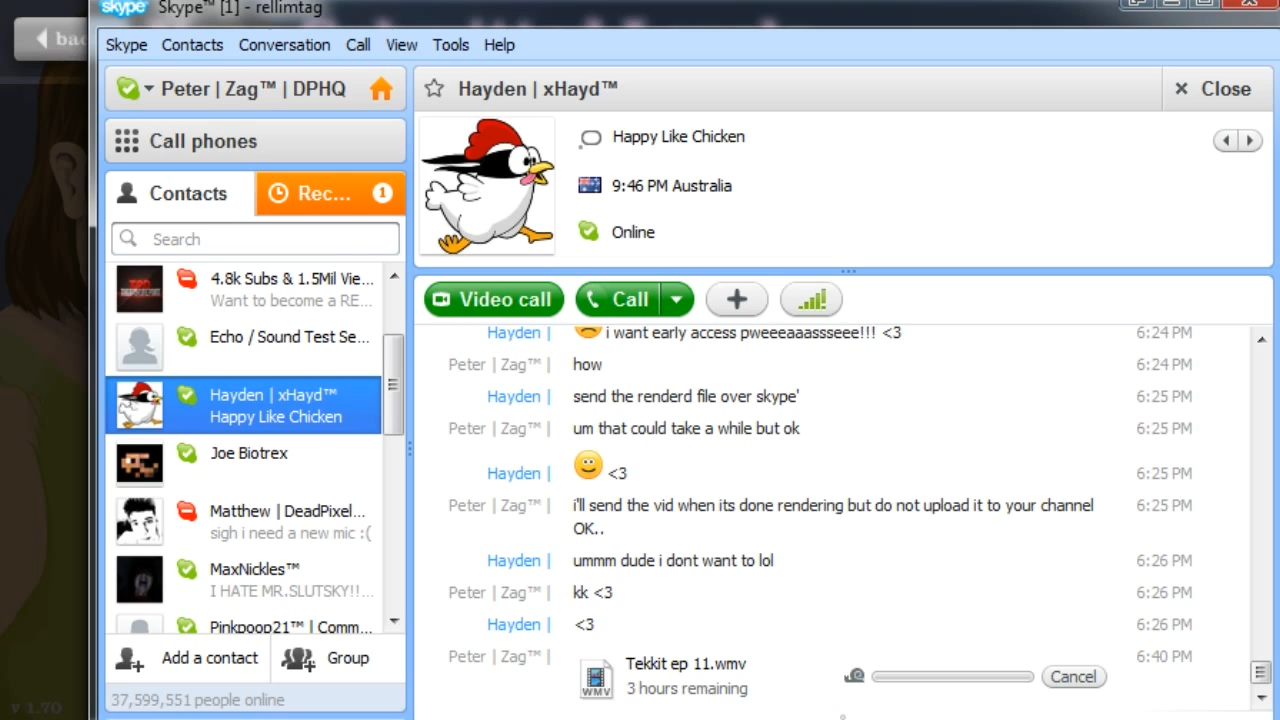 skype Skype™ [1] - rellimtag
back
Skype Contacts Conversation Call View Tools Help
Peter | Zag™ | DPHQ
Call phones
Contacts Rec... 1
Search
4.8k Subs & 1.5Mil Vie...
Want to become a RE...
Echo / Sound Test Se...
Hayden | xHayd™
Happy Like Chicken
Joe Biotrex
Matthew | DeadPixel...
sigh i need a new mic :(
MaxNickles™
I HATE MR.SLUTSKY!!...
Pinkpoop21™ | Comm...
Add a contact Group
37,599,551 people online
v 1.70
Hayden | xHayd™ Close
Happy Like Chicken
9:46 PM Australia
Online
Video call Call
Hayden | i want early access pweeeaaassseee!!! <3 6:24 PM
Peter | Zag™ | how 6:24 PM
Hayden | send the renderd file over skype' 6:25 PM
Peter | Zag™ | um that could take a while but ok 6:25 PM
Hayden | <3 6:25 PM
Peter | Zag™ | i'll send the vid when its done rendering but do not upload it to your channel 6:25 PM
OK..
Hayden | ummm dude i dont want to lol 6:26 PM
Peter | Zag™ | kk <3 6:26 PM
Hayden | <3 6:26 PM
Peter | Zag™ | Tekkit ep 11.wmv 6:40 PM
WMV 3 hours remaining Cancel